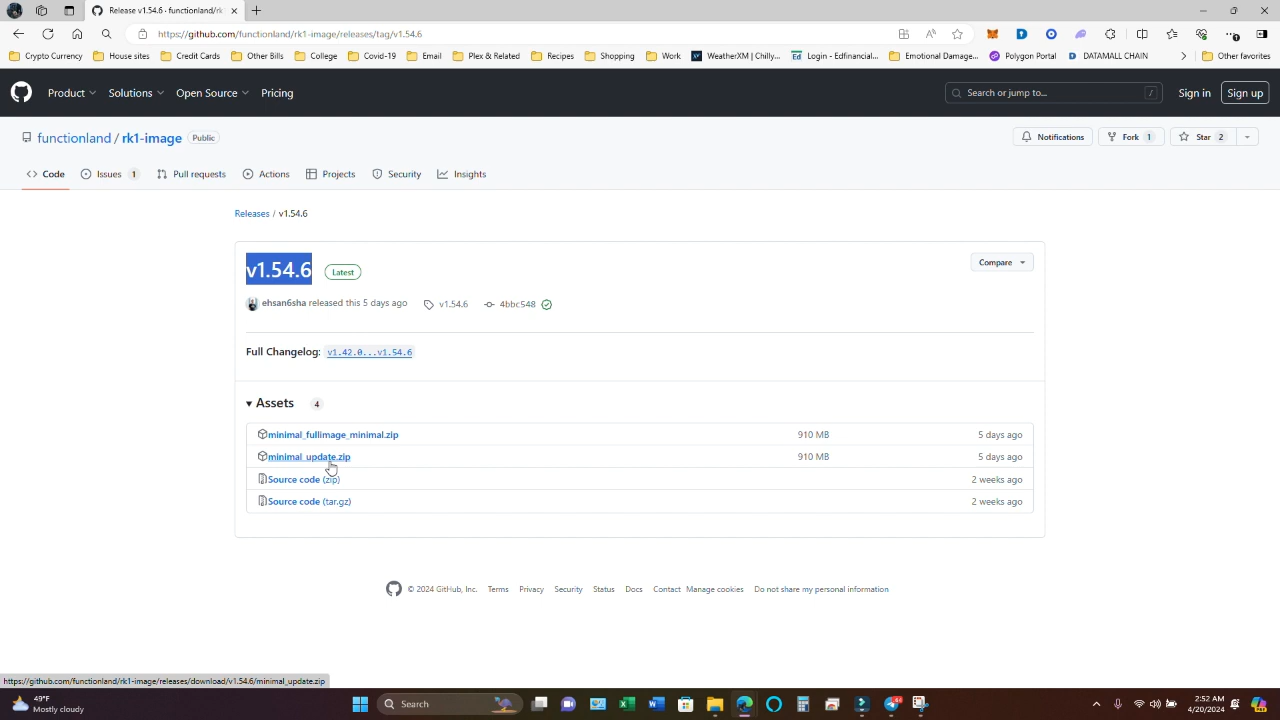 Release v1.54.6 · functionland/rk
https://github.com/functionland/rk1-image/releases/tag/v1.54.6
Crypto Currency House sites Credit Cards Other Bills College Covid-19 Email Plex & Related Recipes Shopping Work WeatherXM | Chilly... Login - Edfinancial... Emotional Damage... Polygon Portal DATAMALL CHAIN Other favorites
Product Solutions Open Source Pricing Search or jump to... / Sign in Sign up
functionland / rk1-image Public Notifications Fork 1 Star 2
Code Issues 1 Pull requests Actions Projects Security Insights
Releases / v1.54.6
v1.54.6 Latest Compare
ehsan6sha released this 5 days ago v1.54.6 4bbc548
Full Changelog: v1.42.0...v1.54.6
Assets 4
minimal_fullimage_minimal.zip 910 MB 5 days ago
minimal_update.zip 910 MB 5 days ago
Source code (zip) 2 weeks ago
Source code (tar.gz) 2 weeks ago
© 2024 GitHub, Inc. Terms Privacy Security Status Docs Contact Manage cookies Do not share my personal information
https://github.com/functionland/rk1-image/releases/download/v1.54.6/minimal_update.zip
49°F
Mostly cloudy
Search
2:52 AM
4/20/2024